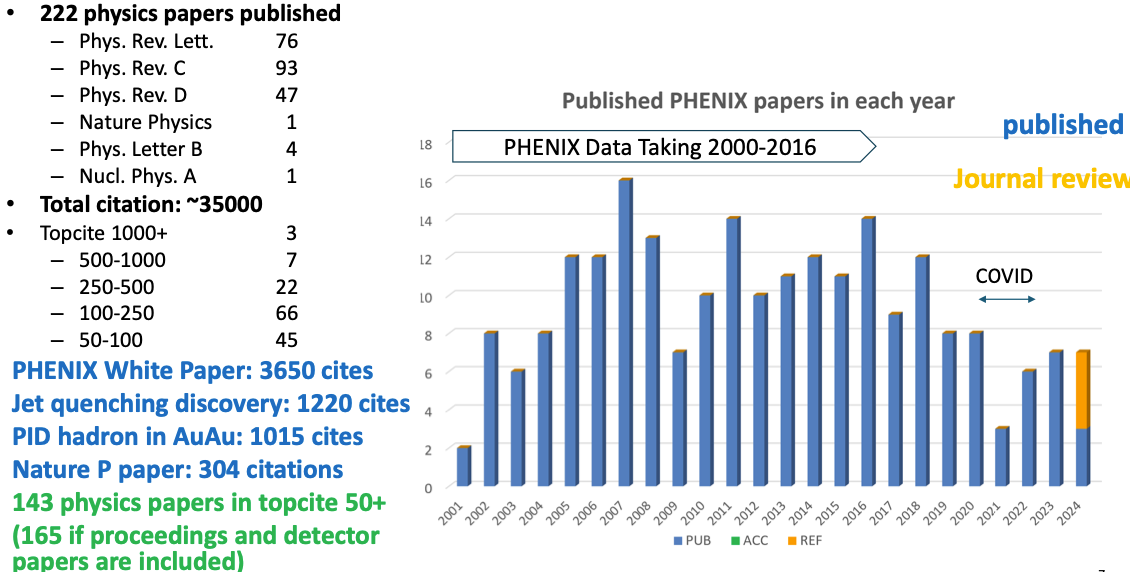 • 222 physics papers published
– Phys. Rev. Lett. 76
– Phys. Rev. C 93
– Phys. Rev. D 47
– Nature Physics 1
– Phys. Letter B 4
– Nucl. Phys. A 1
• Total citation: ~35000
• Topcite 1000+ 3
– 500-1000 7
– 250-500 22
– 100-250 66
– 50-100 45
PHENIX White Paper: 3650 cites
Jet quenching discovery: 1220 cites
PID hadron in AuAu: 1015 cites
Nature P paper: 304 citations
143 physics papers in topcite 50+
(165 if proceedings and detector
papers are included)
Published PHENIX papers in each year
published
Journal review
PHENIX Data Taking 2000-2016
COVID
18
16
14
12
10
8
6
4
2
0
2001 2002 2003 2004 2005 2006 2007 2008 2009 2010 2011 2012 2013 2014 2015 2016 2017 2018 2019 2020 2021 2022 2023 2024
PUB ACC REF